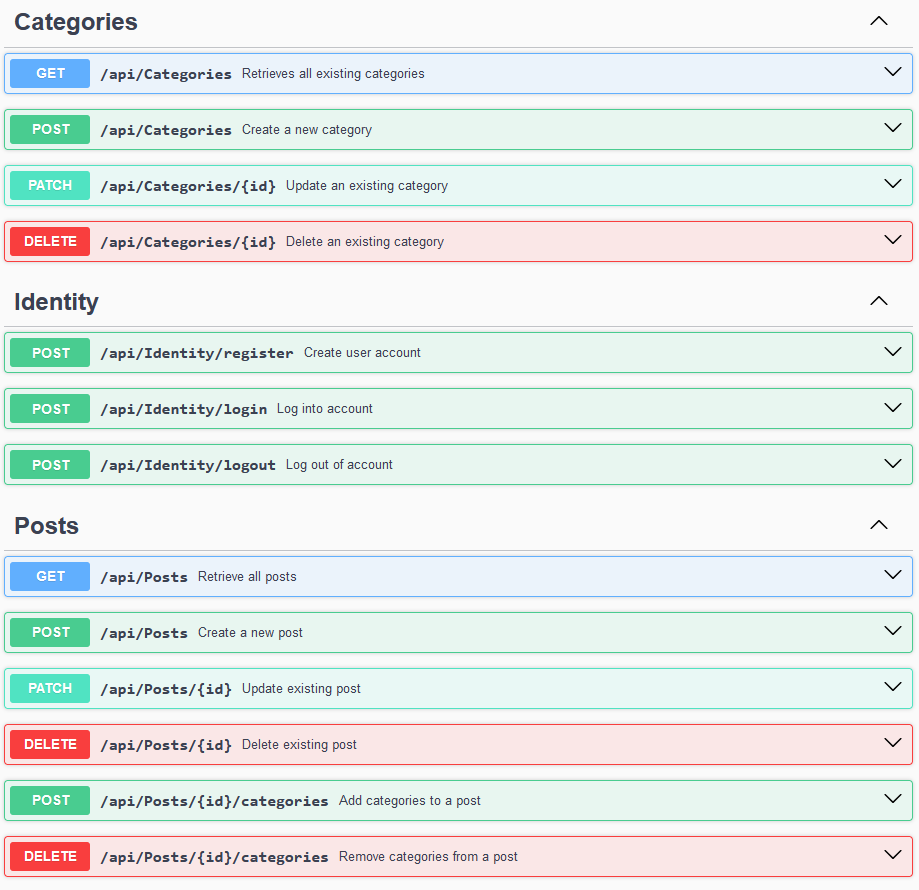 Categories
GET /api/Categories Retrieves all existing categories
POST /api/Categories Create a new category
PATCH /api/Categories/{id} Update an existing category
DELETE /api/Categories/{id} Delete an existing category
Identity
POST /api/Identity/register Create user account
POST /api/Identity/login Log into account
POST /api/Identity/logout Log out of account
Posts
GET /api/Posts Retrieve all posts
POST /api/Posts Create a new post
PATCH /api/Posts/{id} Update existing post
DELETE /api/Posts/{id} Delete existing post
POST /api/Posts/{id}/categories Add categories to a post
DELETE /api/Posts/{id}/categories Remove categories from a post